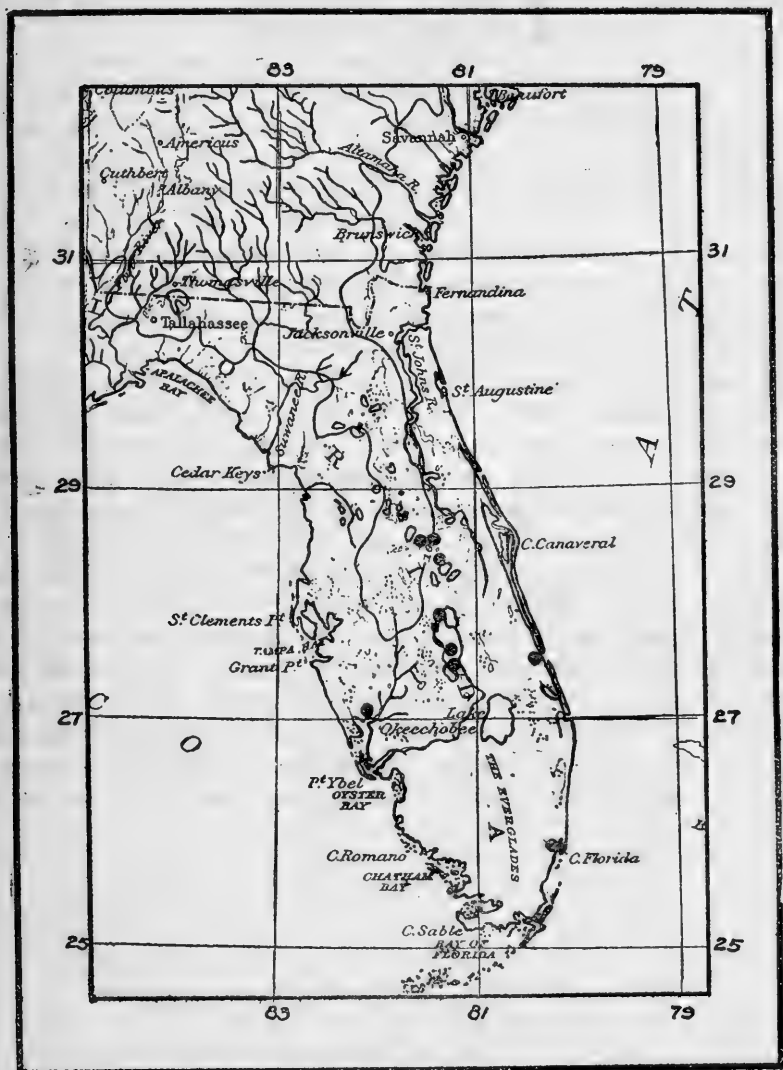 83 81 79
Columbus
Beaufort
Savannah
Americus
Altamaha R.
Cuthbert
Albany
Brunswick
31 31
Flint River
Thomasville
Fernandina
T
L
Tallahassee
Jacksonville
St Johns R.
APALACHEE
BAY
St. Augustine
Suwanee R.
R
A
Cedar Keys
29 29
C. Canaveral
I
St. Clements Pt
TAMPA BAY
Grant Pt
D
27 27
Lake
Okeechobee
C
O
Pt Ybel
OYSTER
BAY
THE EVERGLADES
A
C. Romano
C. Florida
CHATHAM
BAY
C. Sable
BAY OF
FLORIDA
25 25
83 81 79